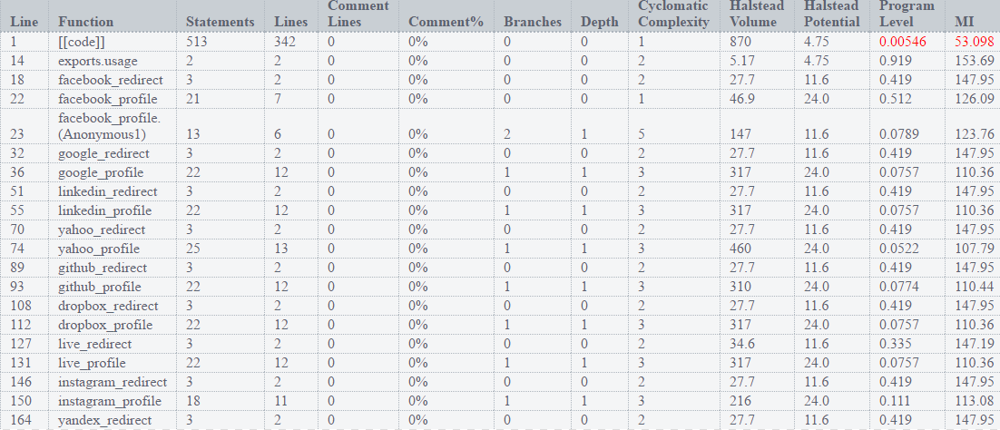 Line Function Statements Lines Comment Lines Comment% Branches Depth Cyclomatic Complexity Halstead Volume Halstead Potential Program Level MI
1 [[code]] 513 342 0 0% 0 0 1 870 4.75 0.00546 53.098
14 exports.usage 2 2 0 0% 0 0 2 5.17 4.75 0.919 153.69
18 facebook_redirect 3 2 0 0% 0 0 2 27.7 11.6 0.419 147.95
22 facebook_profile 21 7 0 0% 0 0 1 46.9 24.0 0.512 126.09
23 facebook_profile.(Anonymous1) 13 6 0 0% 2 1 5 147 11.6 0.0789 123.76
32 google_redirect 3 2 0 0% 0 0 2 27.7 11.6 0.419 147.95
36 google_profile 22 12 0 0% 1 1 3 317 24.0 0.0757 110.36
51 linkedin_redirect 3 2 0 0% 0 0 2 27.7 11.6 0.419 147.95
55 linkedin_profile 22 12 0 0% 1 1 3 317 24.0 0.0757 110.36
70 yahoo_redirect 3 2 0 0% 0 0 2 27.7 11.6 0.419 147.95
74 yahoo_profile 25 13 0 0% 1 1 3 460 24.0 0.0522 107.79
89 github_redirect 3 2 0 0% 0 0 2 27.7 11.6 0.419 147.95
93 github_profile 22 12 0 0% 1 1 3 310 24.0 0.0774 110.44
108 dropbox_redirect 3 2 0 0% 0 0 2 27.7 11.6 0.419 147.95
112 dropbox_profile 22 12 0 0% 1 1 3 317 24.0 0.0757 110.36
127 live_redirect 3 2 0 0% 0 0 2 34.6 11.6 0.335 147.19
131 live_profile 22 12 0 0% 1 1 3 317 24.0 0.0757 110.36
146 instagram_redirect 3 2 0 0% 0 0 2 27.7 11.6 0.419 147.95
150 instagram_profile 18 11 0 0% 1 1 3 216 24.0 0.111 113.08
164 yandex_redirect 3 2 0 0% 0 0 2 27.7 11.6 0.419 147.95